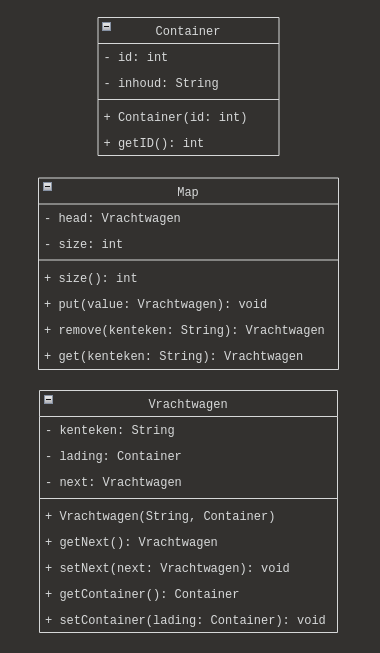 Container
- id: int
- inhoud: String
+ Container(id: int)
+ getID(): int
Map
- head: Vrachtwagen
- size: int
+ size(): int
+ put(value: Vrachtwagen): void
+ remove(kenteken: String): Vrachtwagen
+ get(kenteken: String): Vrachtwagen
Vrachtwagen
- kenteken: String
- lading: Container
- next: Vrachtwagen
+ Vrachtwagen(String, Container)
+ getNext(): Vrachtwagen
+ setNext(next: Vrachtwagen): void
+ getContainer(): Container
+ setContainer(lading: Container): void